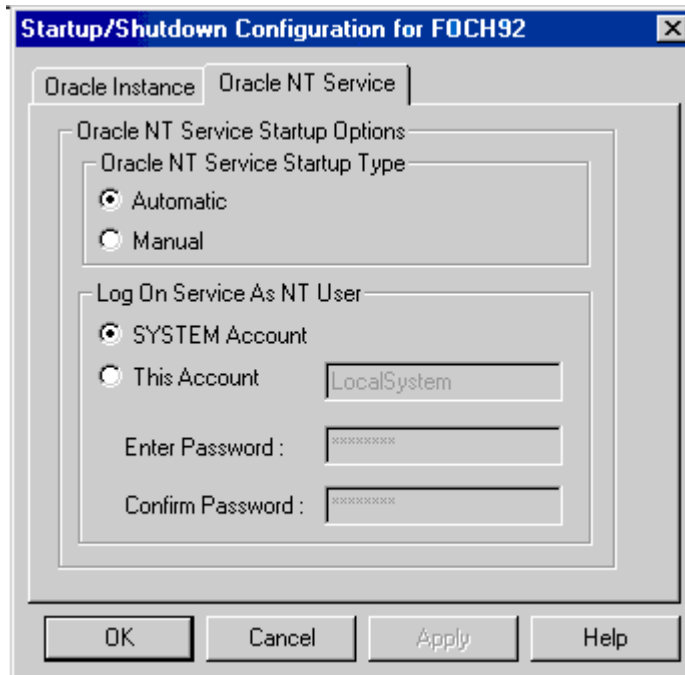 Startup/Shutdown Configuration for FOCH92
Oracle Instance
Oracle NT Service
Oracle NT Service Startup Options
Oracle NT Service Startup Type
Automatic
Manual
Log On Service As NT User
SYSTEM Account
This Account
LocalSystem
Enter Password :
********
Confirm Password :
********
OK
Cancel
Apply
Help